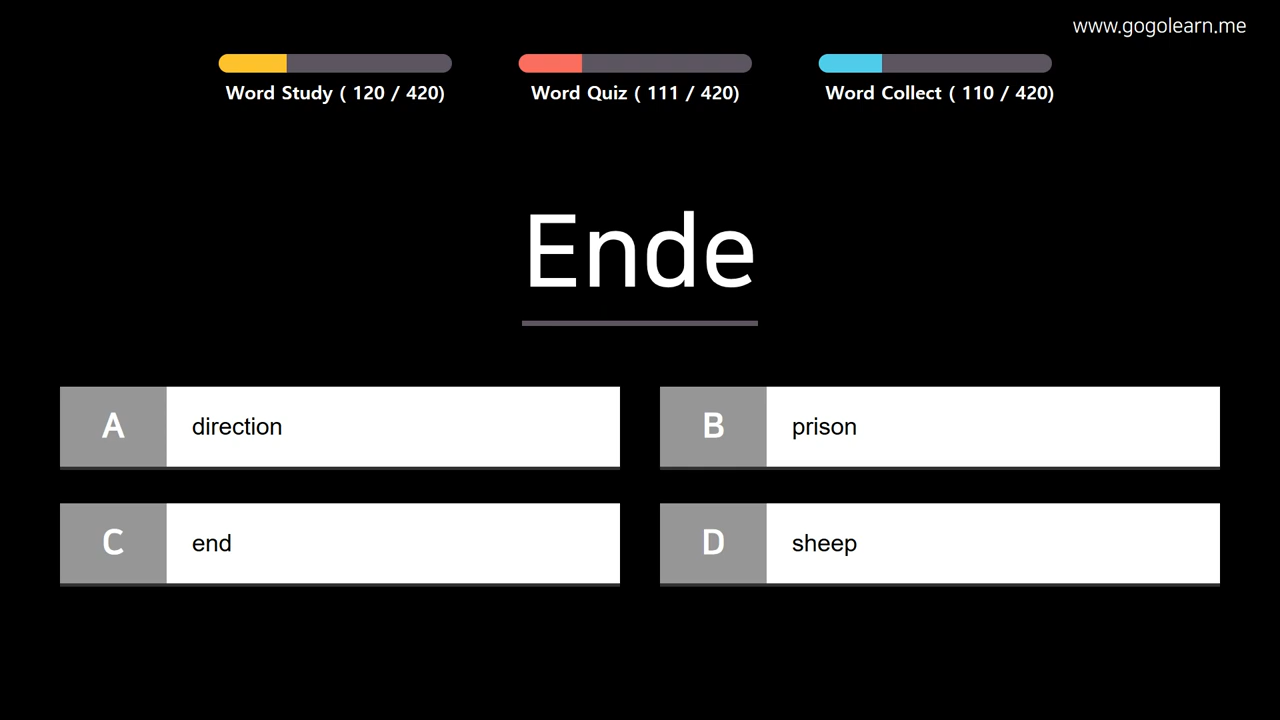 www.gogolearn.me
Word Study ( 120 / 420)
Word Quiz ( 111 / 420)
Word Collect ( 110 / 420)
Ende
A direction
B prison
C end
D sheep